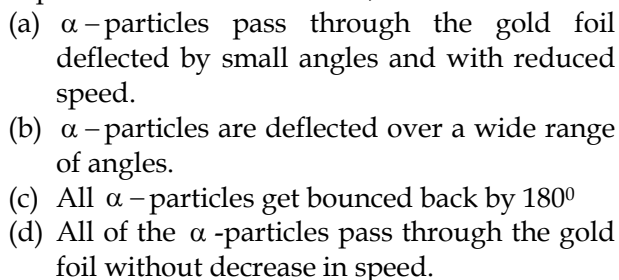 (a) α – particles pass through the gold foil
deflected by small angles and with reduced
speed.
(b) α – particles are deflected over a wide range
of angles.
(c) All α – particles get bounced back by 180⁰
(d) All of the α -particles pass through the gold
foil without decrease in speed.